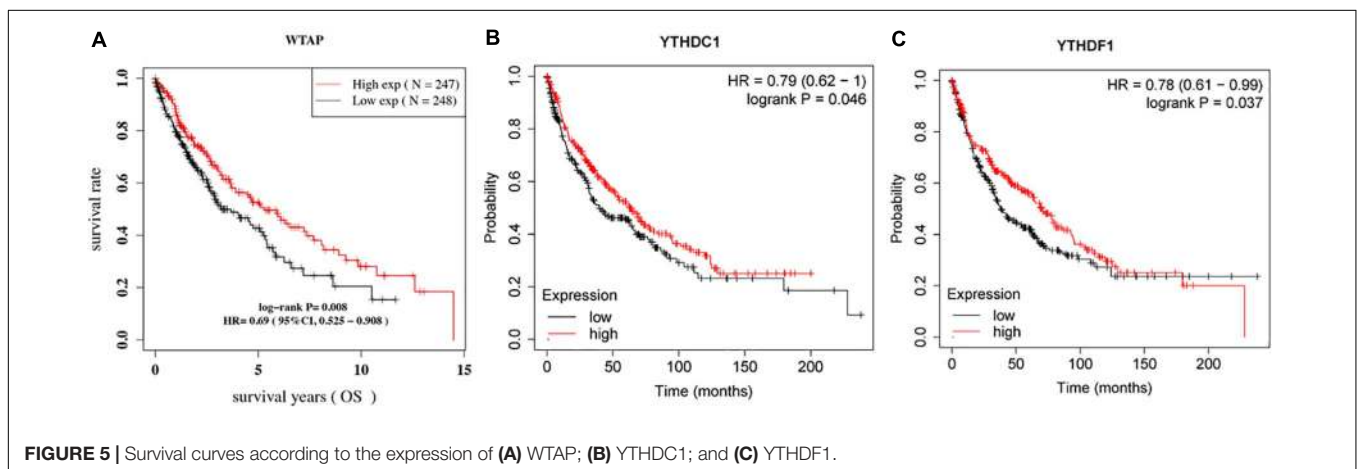 A
WTAP
High exp ( N = 247)
Low exp ( N = 248)
survival rate
1.0
0.8
0.6
0.4
0.2
0.0
log-rank P= 0.008
HR= 0.69 ( 95%CI, 0.525 - 0.908)
0 5 10 15
survival years ( OS )
B
YTHDC1
HR = 0.79 (0.62 − 1)
logrank P = 0.046
Probability
1.0
0.8
0.6
0.4
0.2
0.0
Expression
low
high
0 50 100 150 200
Time (months)
C
YTHDF1
HR = 0.78 (0.61 − 0.99)
logrank P = 0.037
Probability
1.0
0.8
0.6
0.4
0.2
0.0
Expression
low
high
0 50 100 150 200
Time (months)
FIGURE 5 | Survival curves according to the expression of (A) WTAP; (B) YTHDC1; and (C) YTHDF1.